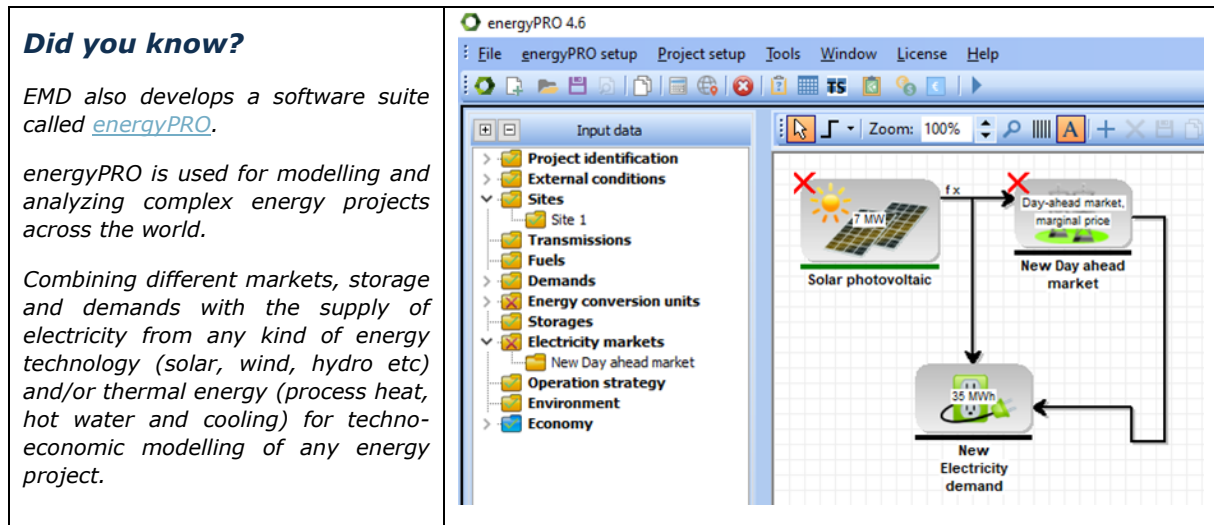 Did you know?
EMD also develops a software suite
called energyPRO.
energyPRO is used for modelling and
analyzing complex energy projects
across the world.
Combining different markets, storage
and demands with the supply of
electricity from any kind of energy
technology (solar, wind, hydro etc)
and/or thermal energy (process heat,
hot water and cooling) for techno-
economic modelling of any energy
project.
energyPRO 4.6
File energyPRO setup Project setup Tools Window License Help
TS
Input data
Project identification
External conditions
Sites
Site 1
Transmissions
Fuels
Demands
Energy conversion units
Storages
Electricity markets
New Day ahead market
Operation strategy
Environment
Economy
Zoom: 100% A
7 MW
Solar photovoltaic
f x
Day-ahead market,
marginal price
New Day ahead
market
35 MWh
New
Electricity
demand